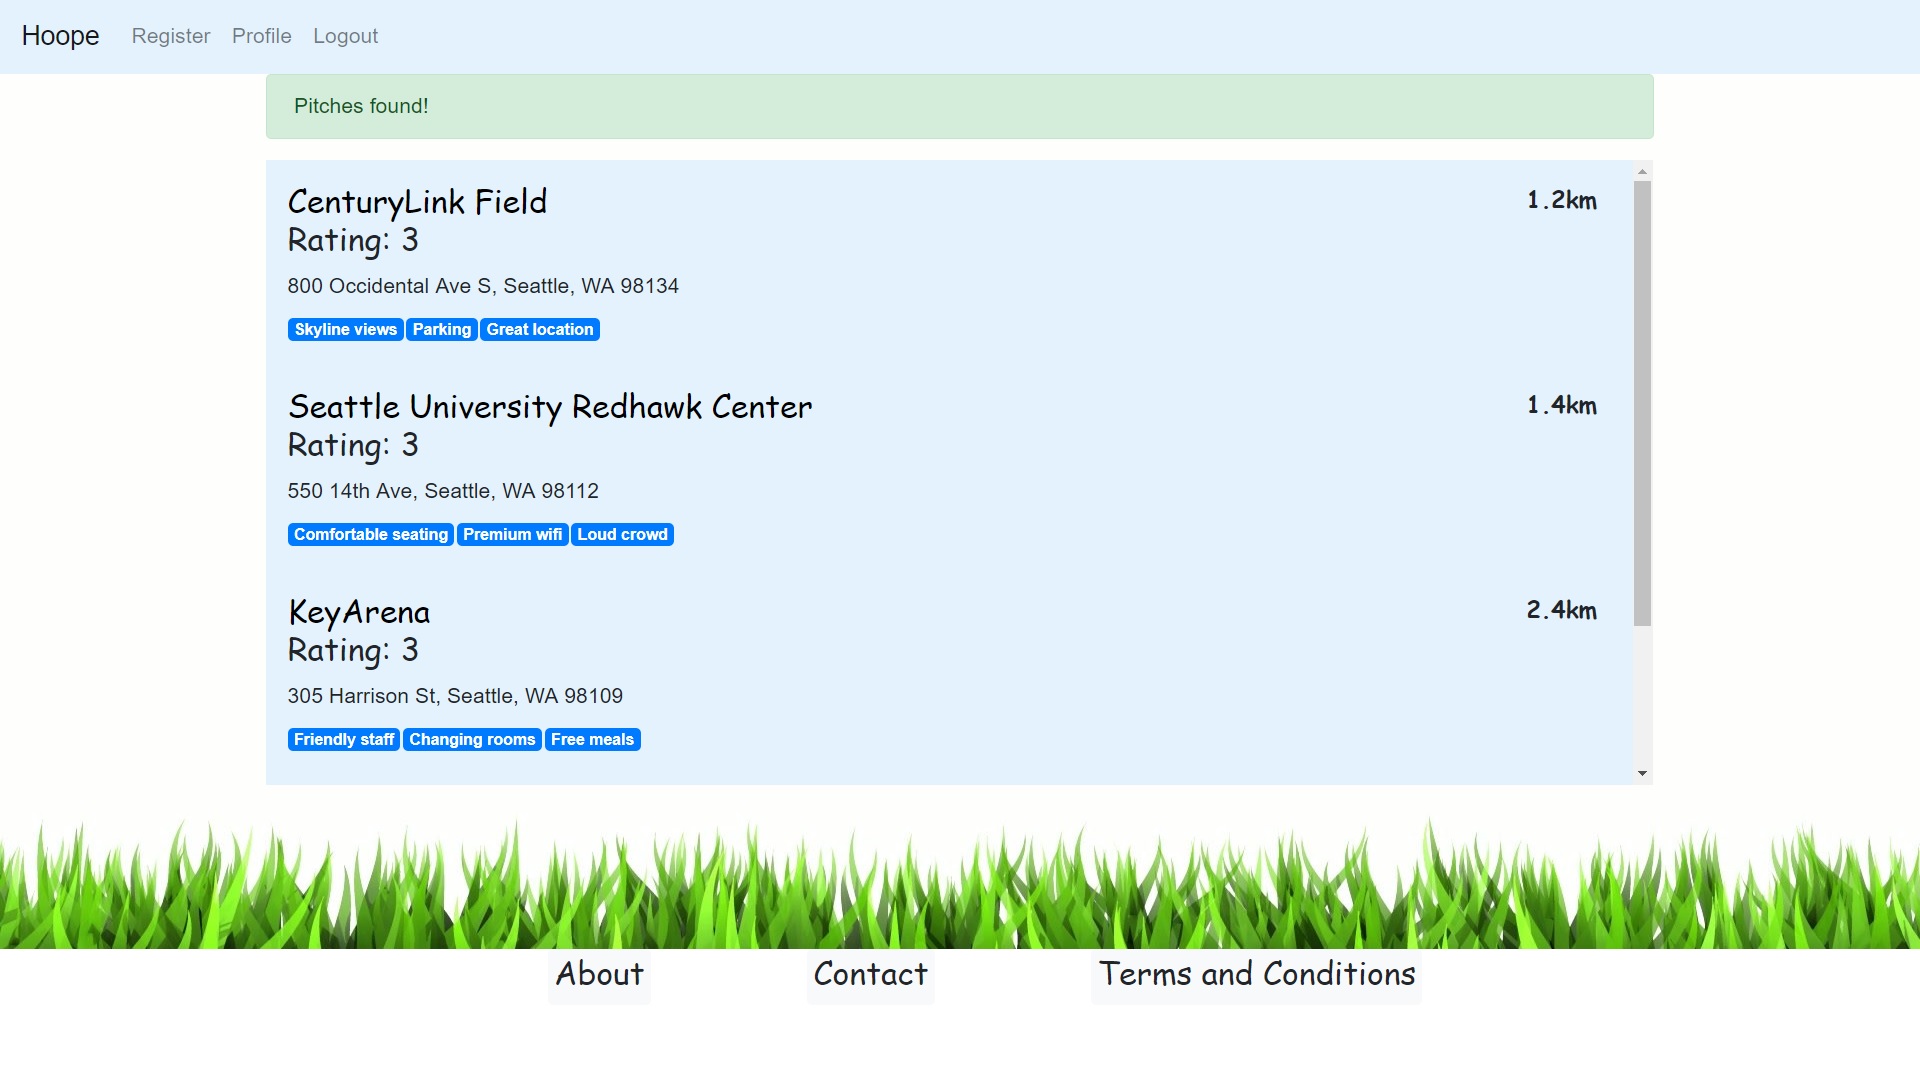 Hoope Register Profile Logout
Pitches found!
CenturyLink Field 1.2km
Rating: 3
800 Occidental Ave S, Seattle, WA 98134
Skyline views Parking Great location
Seattle University Redhawk Center 1.4km
Rating: 3
550 14th Ave, Seattle, WA 98112
Comfortable seating Premium wifi Loud crowd
KeyArena 2.4km
Rating: 3
305 Harrison St, Seattle, WA 98109
Friendly staff Changing rooms Free meals
About Contact Terms and Conditions